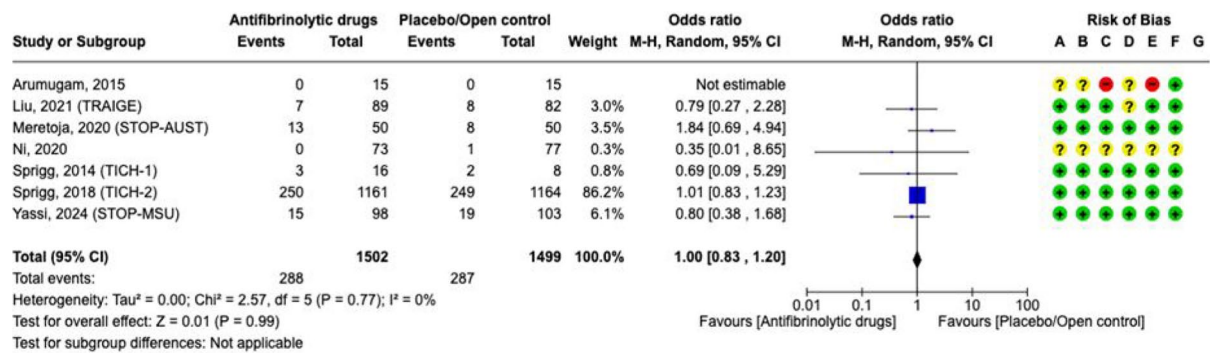 Antifibrinolytic drugs Placebo/Open control Odds ratio Odds ratio Risk of Bias
Study or Subgroup Events Total Events Total Weight M-H, Random, 95% CI M-H, Random, 95% CI A B C D E F G
Arumugam, 2015 0 15 0 15 Not estimable ? ? - ? - +
Liu, 2021 (TRAIGE) 7 89 8 82 3.0% 0.79 [0.27 , 2.28] + + + ? + +
Meretoja, 2020 (STOP-AUST) 13 50 8 50 3.5% 1.84 [0.69 , 4.94] + + + + + +
Ni, 2020 0 73 1 77 0.3% 0.35 [0.01 , 8.65] ? ? ? ? ? ?
Sprigg, 2014 (TICH-1) 3 16 2 8 0.8% 0.69 [0.09 , 5.29] + + + + + +
Sprigg, 2018 (TICH-2) 250 1161 249 1164 86.2% 1.01 [0.83 , 1.23] + + + + + +
Yassi, 2024 (STOP-MSU) 15 98 19 103 6.1% 0.80 [0.38 , 1.68] + + + + + +
Total (95% CI) 1502 1499 100.0% 1.00 [0.83 , 1.20]
Total events: 288 287
Heterogeneity: Tau² = 0.00; Chi² = 2.57, df = 5 (P = 0.77); I² = 0% 0.01 0.1 1 10 100
Test for overall effect: Z = 0.01 (P = 0.99) Favours [Antifibrinolytic drugs] Favours [Placebo/Open control]
Test for subgroup differences: Not applicable